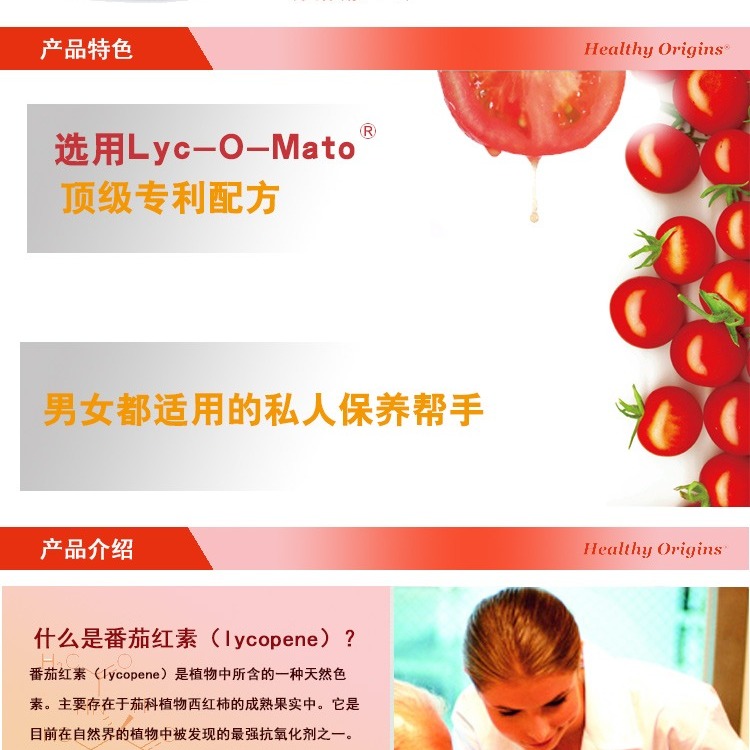 产品特色
Healthy Origins®
选用Lyc-O-Mato®
顶级专利配方
男女都适用的私人保养帮手
产品介绍
Healthy Origins
什么是番茄红素（lycopene）？
番茄红素（lycopene）是植物中所含的一种天然色
素。主要存在于茄科植物西红柿的成熟果实中。它是
目前在自然界的植物中被发现的最强抗氧化剂之一。